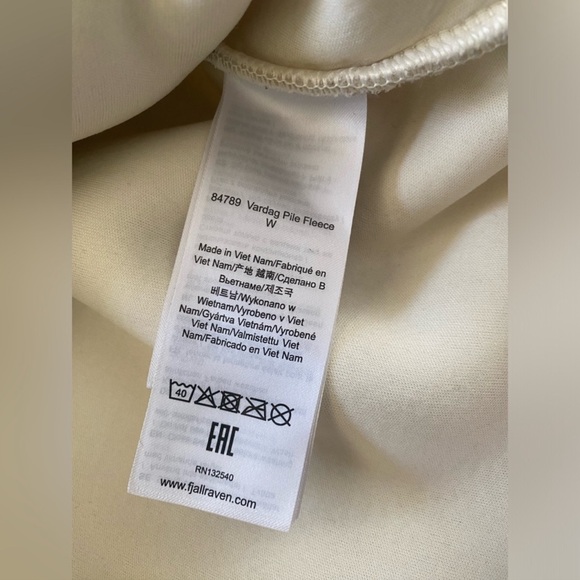 84789 Vardag Pile Fleece
W
Made in Viet Nam/Fabriqué en
Viet Nam/产地 越南/Сделано В
Вьетнаме/제조국
베트남/Wykonano w
Wietnam/Vyrobeno v Viet
Nam/Gyártva Vietnám/Vyrobené
Viet Nam/Valmistettu Viet
Nam/Fabricado en Viet Nam
40
EAC
RN132540
www.fjallraven.com